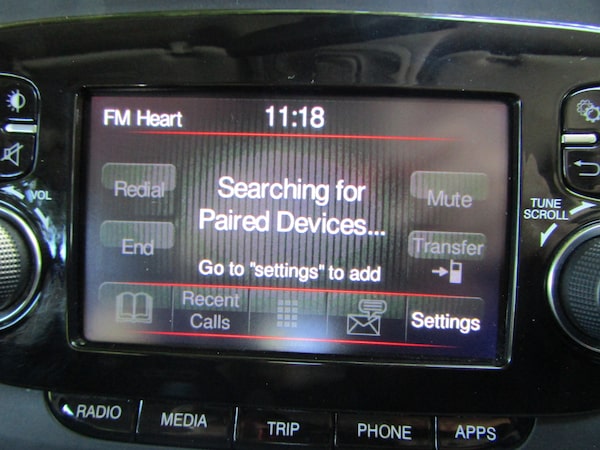 FM Heart 11:18
Redial
Searching for
Paired Devices...
Mute
End
Transfer
Go to "settings" to add
Recent
Calls
Settings
VOL
TUNE
SCROLL
RADIO
MEDIA
TRIP
PHONE
APPS